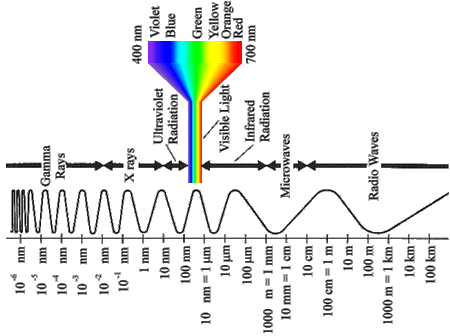 400 nm
Violet
Blue
Green
Yellow
Orange
Red
700 nm
Gamma
Rays
X rays
Ultraviolet
Radiation
Visible Light
Infrared
Radiation
Microwaves
Radio Waves
10-6 nm
10-5 nm
10-4 nm
10-3 nm
10-2 nm
10-1 nm
1 nm
10 nm
100 nm
10 nm = 1 μm
10 μm
100 μm
1000 m = 1 mm
10 mm = 1 cm
10 cm
100 cm = 1 m
10 m
100 m
1000 m = 1 km
10 km
100 km